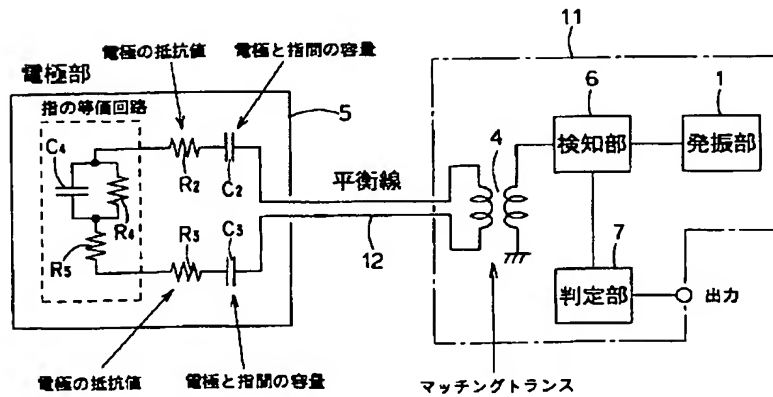 電極の抵抗値
電極と指間の容量
11
電極部
指の等価回路
5
6
1
C4
R2
C2
4
検知部
発振部
平衡線
R4
R5
R3
C3
12
7
判定部
出力
電極の抵抗値
電極と指間の容量
マッチングトランス